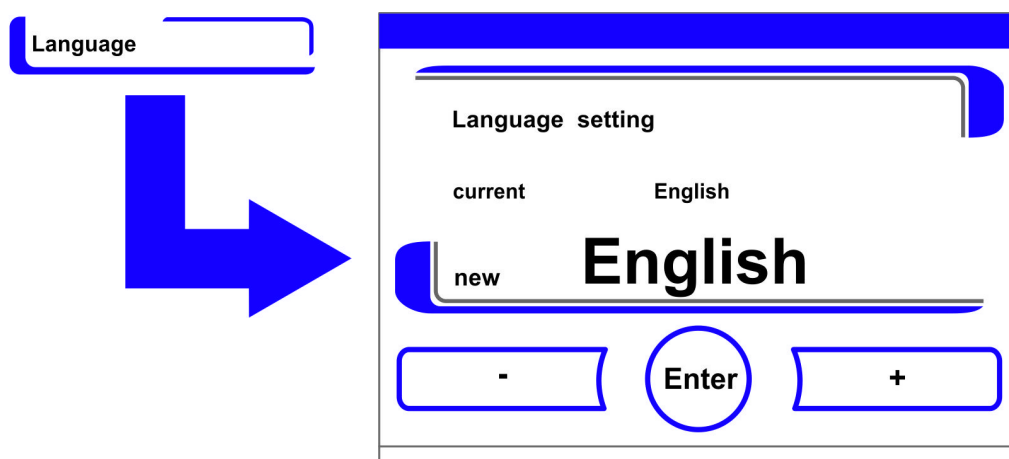 Language
Language setting
current English
new English
- Enter +